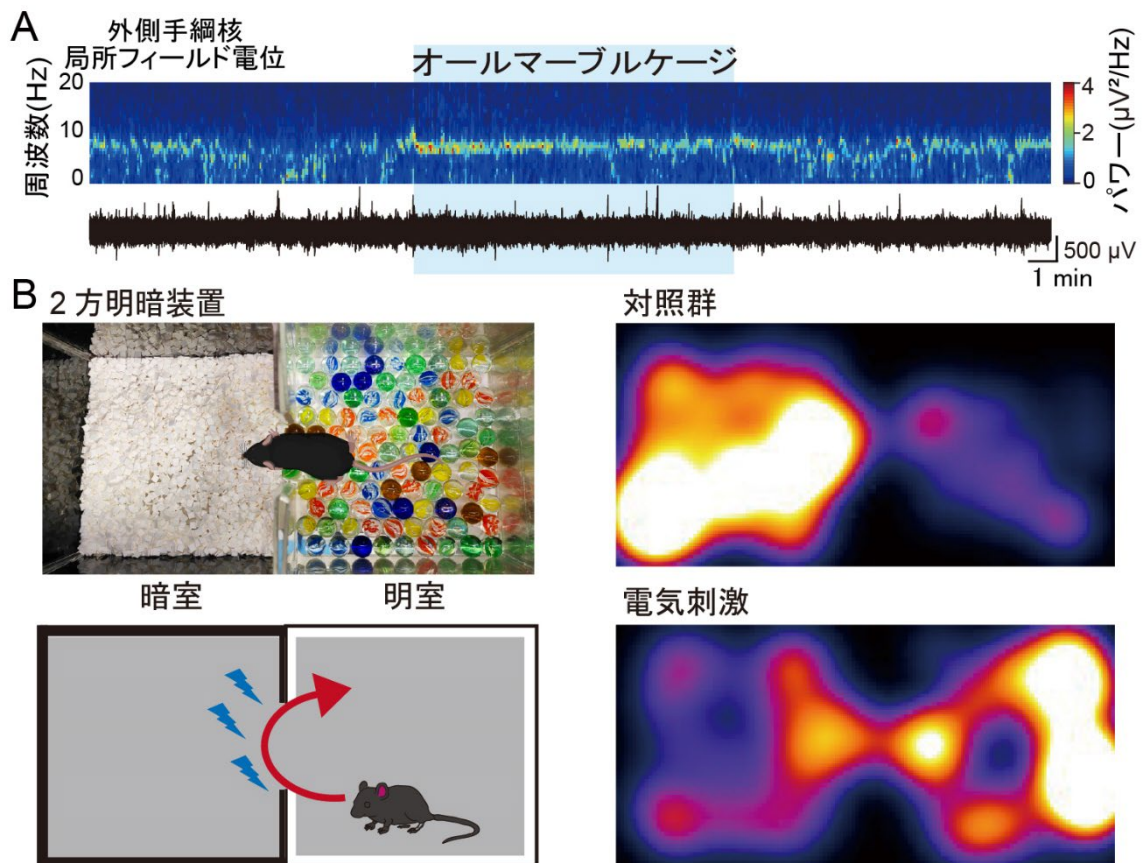 A
外側手綱核
局所フィールド電位
オールマーブルケージ
周波数(Hz)
20
10
0
4
2
0
パワー(μV²/Hz)
500 μV
1 min
B
2方明暗装置
対照群
暗室
明室
電気刺激